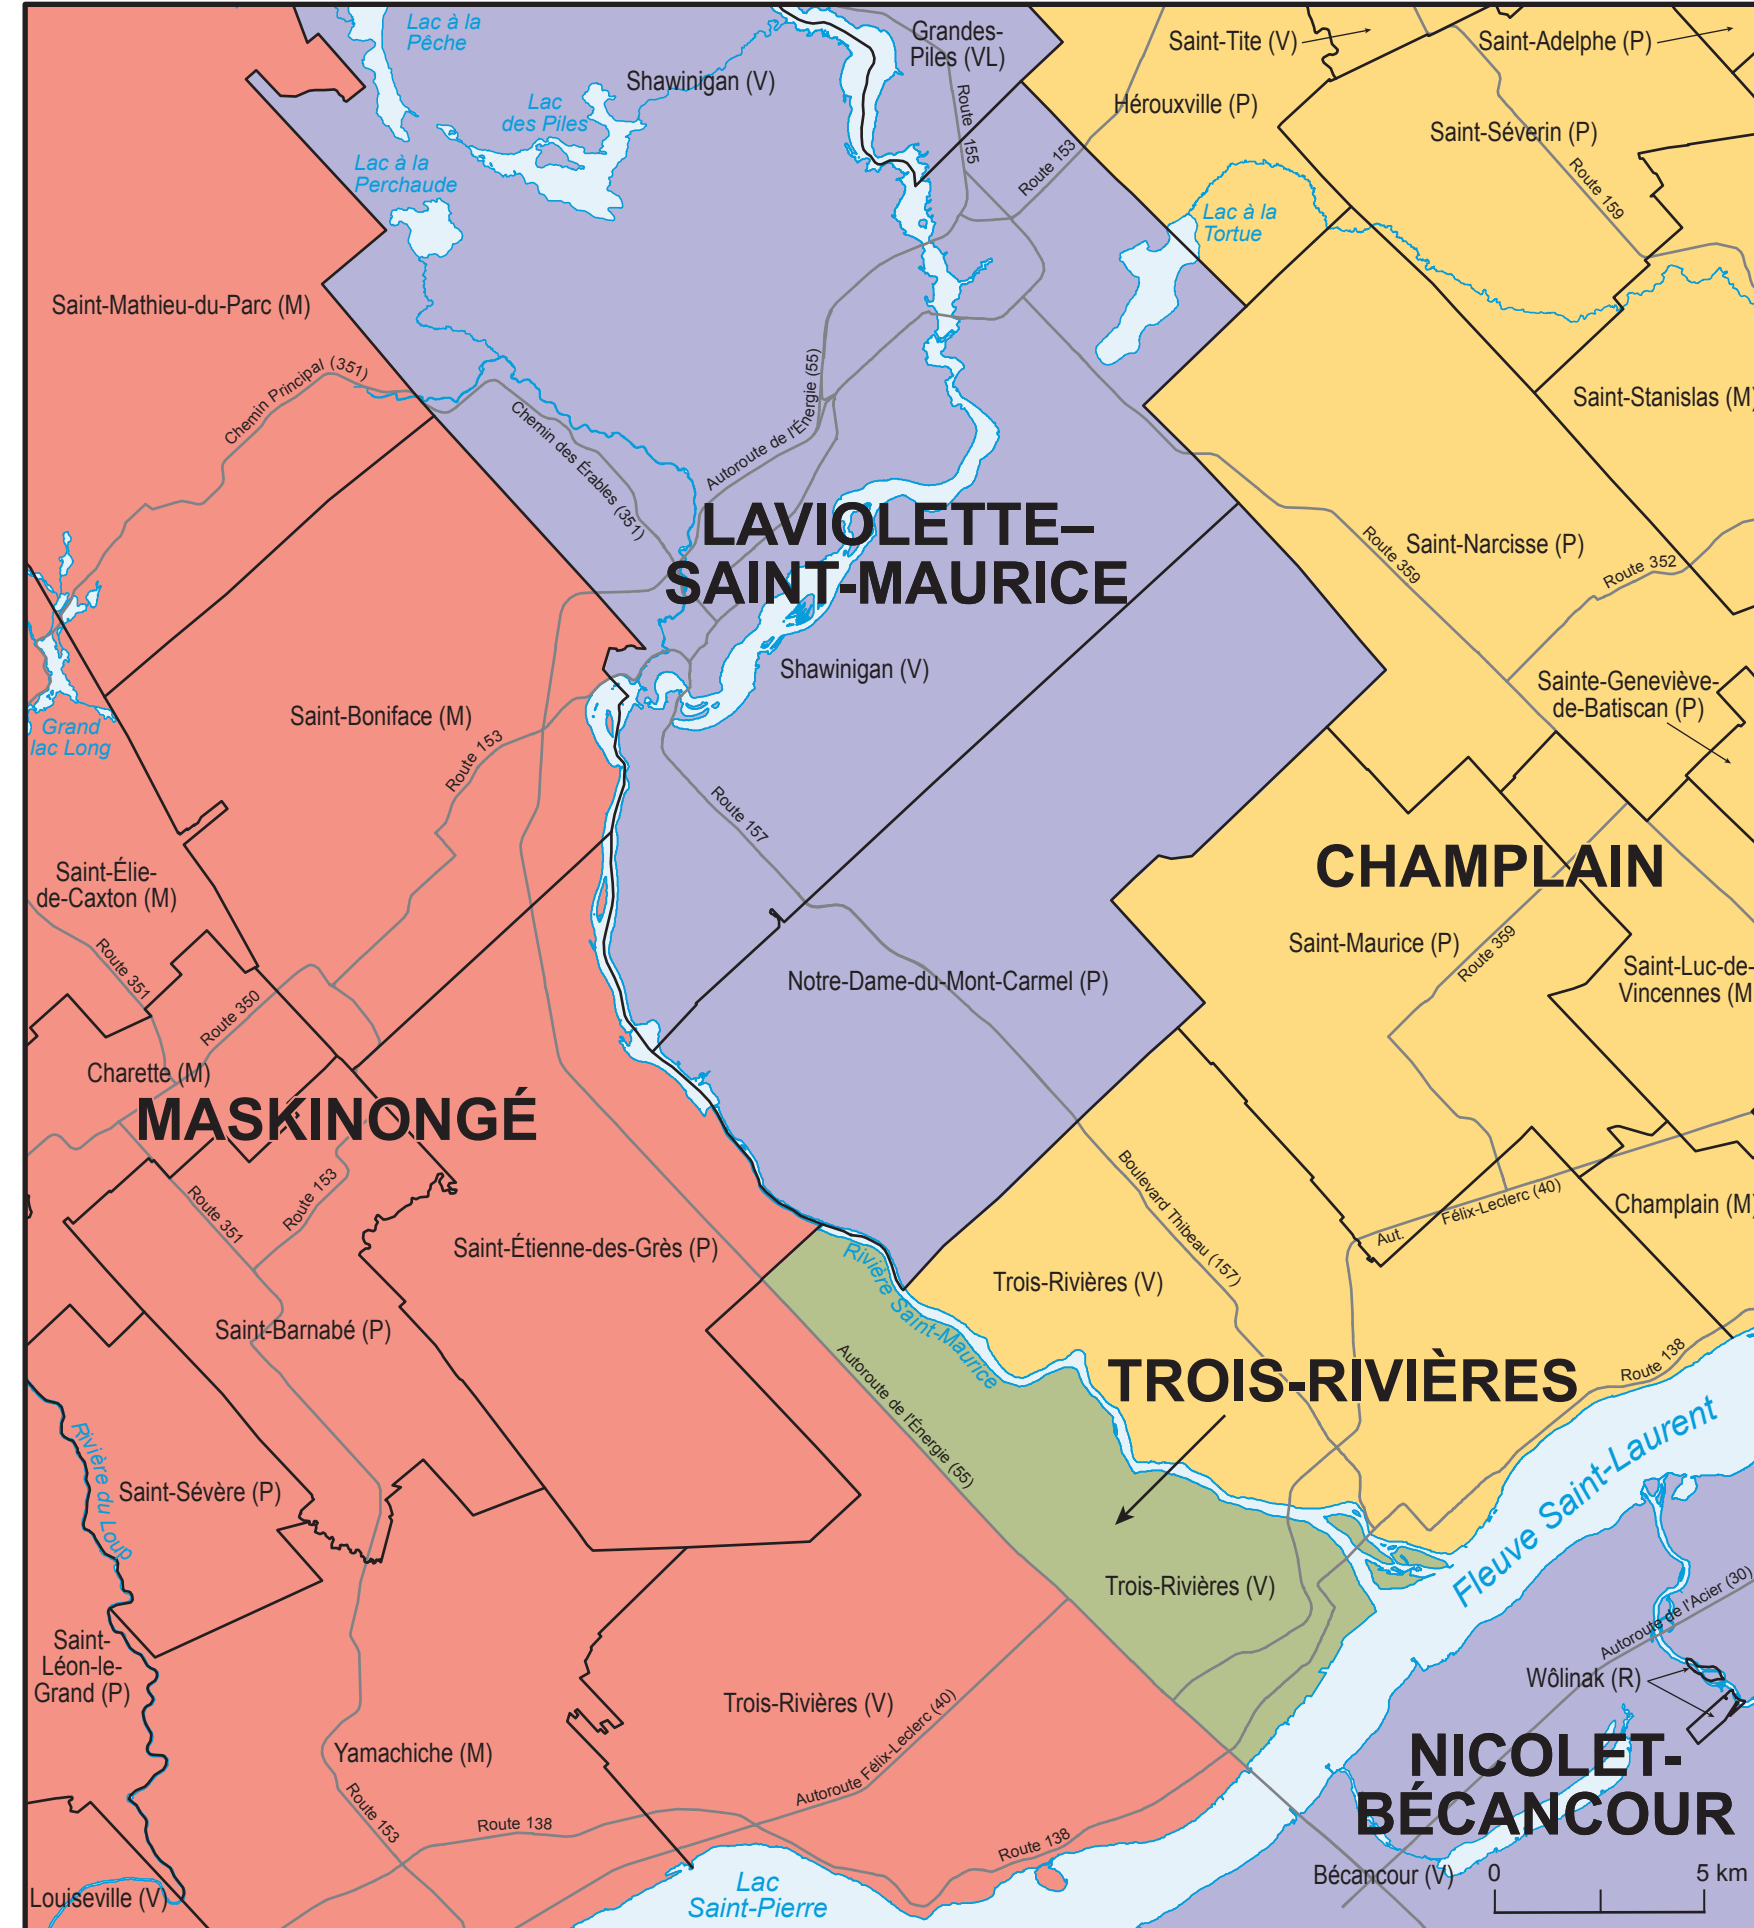 Lac à la
Pêche
Grandes-
Piles (VL)
Saint-Tite (V)
Saint-Adelphe (P)
Shawinigan (V)
Lac
des Piles
Route 155
Hérouxville (P)
Saint-Séverin (P)
Lac à la
Perchaude
Route 153
Route 159
Lac à la
Tortue
Saint-Mathieu-du-Parc (M)
Chemin Principal (351)
Chemin des Érables (351)
Autoroute de l'Énergie (55)
Saint-Stanislas (M)
LAVIOLETTE–
SAINT-MAURICE
Route 359
Saint-Narcisse (P)
Route 352
Shawinigan (V)
Sainte-Geneviève-
de-Batiscan (P)
Grand
lac Long
Saint-Boniface (M)
Route 153
Route 157
CHAMPLAIN
Saint-Élie-
de-Caxton (M)
Route 351
Route 350
Notre-Dame-du-Mont-Carmel (P)
Saint-Maurice (P)
Route 359
Saint-Luc-de-
Vincennes (M
Charette (M)
MASKINONGÉ
Route 351
Route 153
Boulevard Thibeau (157)
Aut.
Félix-Leclerc (40)
Champlain (M)
Saint-Étienne-des-Grès (P)
Rivière Saint-Maurice
Trois-Rivières (V)
Saint-Barnabé (P)
Autoroute de l'Énergie (55)
TROIS-RIVIÈRES
Route 138
Rivière du Loup
Saint-Sévère (P)
Fleuve Saint-Laurent
Trois-Rivières (V)
Autoroute de l'Acier (30)
Saint-
Léon-le-
Grand (P)
Wôlinak (R)
Trois-Rivières (V)
Autoroute Félix-Leclerc (40)
Yamachiche (M)
Route 153
Route 138
Route 138
NICOLET-
BÉCANCOUR
Bécancour (V)
0 5 km
Louiseville (V)
Lac
Saint-Pierre